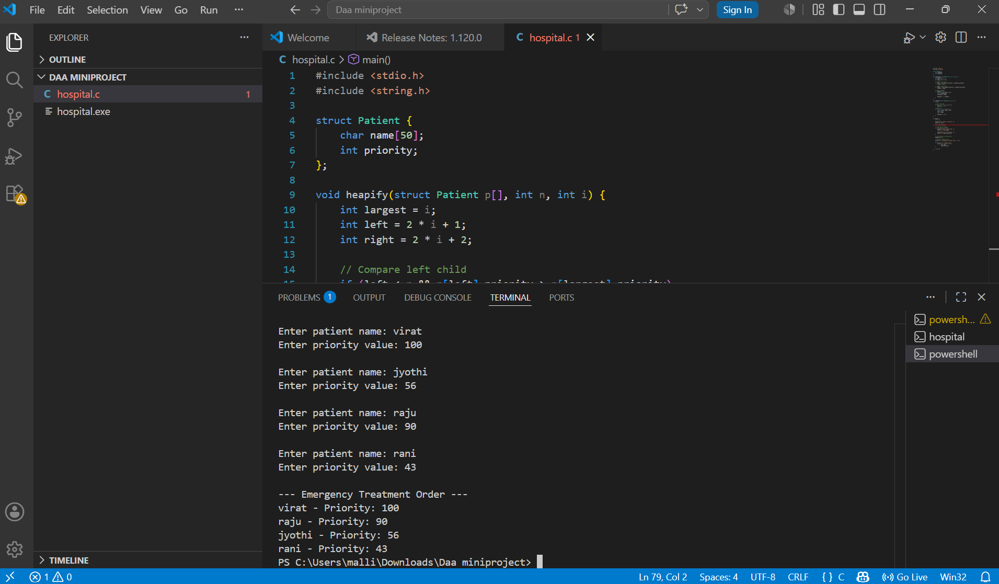 File Edit Selection View Go Run ···
Daa miniproject
Sign In
EXPLORER
OUTLINE
DAA MINIPROJECT
C hospital.c 1
hospital.exe
TIMELINE
Welcome
Release Notes: 1.120.0
C hospital.c 1
C hospital.c > main()
1 #include <stdio.h>
2 #include <string.h>
3
4 struct Patient {
5 char name[50];
6 int priority;
7 };
8
9 void heapify(struct Patient p[], int n, int i) {
10 int largest = i;
11 int left = 2 * i + 1;
12 int right = 2 * i + 2;
13
14 // Compare left child
15 if (left < n && p[left].priority > p[largest].priority)
PROBLEMS 1 OUTPUT DEBUG CONSOLE TERMINAL PORTS
Enter patient name: virat
Enter priority value: 100
Enter patient name: jyothi
Enter priority value: 56
Enter patient name: raju
Enter priority value: 90
Enter patient name: rani
Enter priority value: 43
--- Emergency Treatment Order ---
virat - Priority: 100
raju - Priority: 90
jyothi - Priority: 56
rani - Priority: 43
PS C:\Users\malli\Downloads\Daa miniproject>
powersh...
hospital
powershell
1 0
Ln 79, Col 2 Spaces: 4 UTF-8 CRLF { } C Go Live Win32